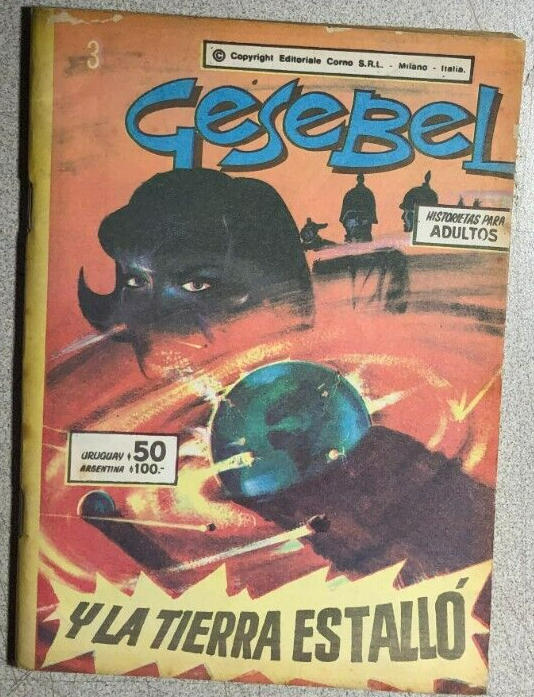 3
© Copyright Editoriale Corno S.R.L. - Milano - Italia.
GeSeBEL
HISTORIETAS PARA
ADULTOS
URUGUAY $50
ARGENTINA $100.-
Y LA TIERRA ESTALLÓ